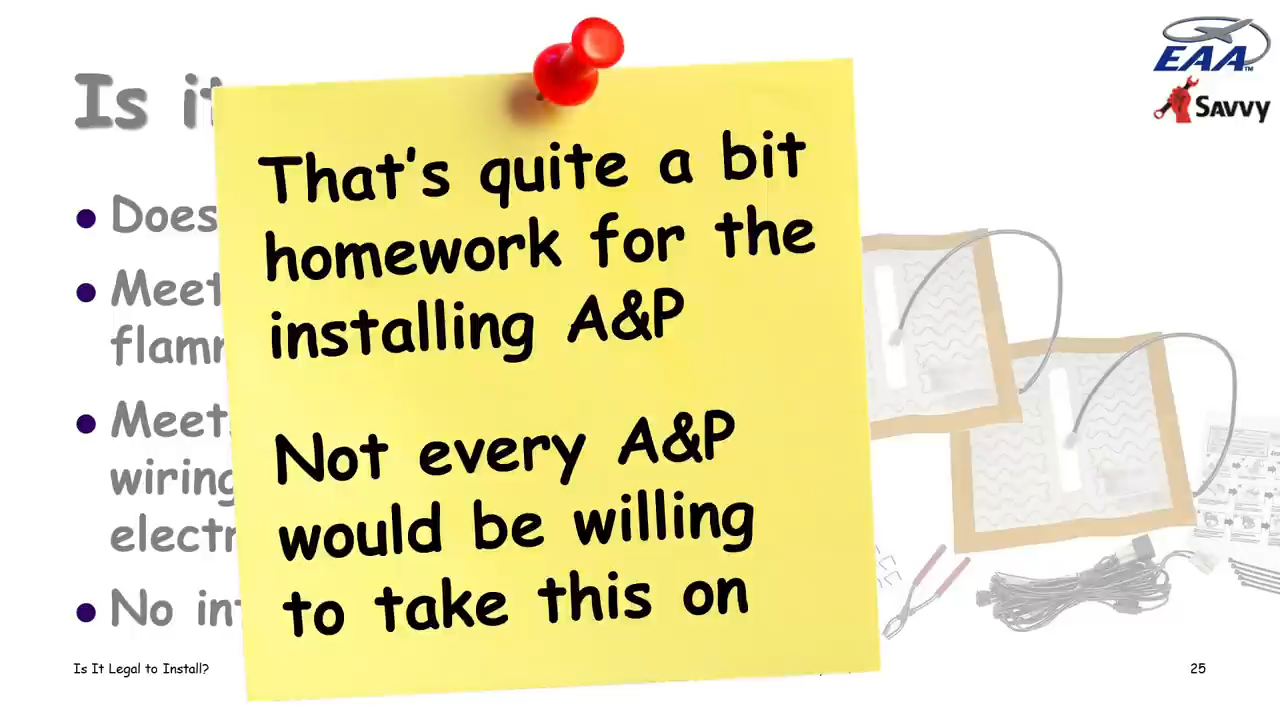 EAA
SAVVY
Is it
That's quite a bit
homework for the
installing A&P
Not every A&P
would be willing
to take this on
Does
Meet
flamm
Meets
wiring
electr
No int
Is It Legal to Install?
25